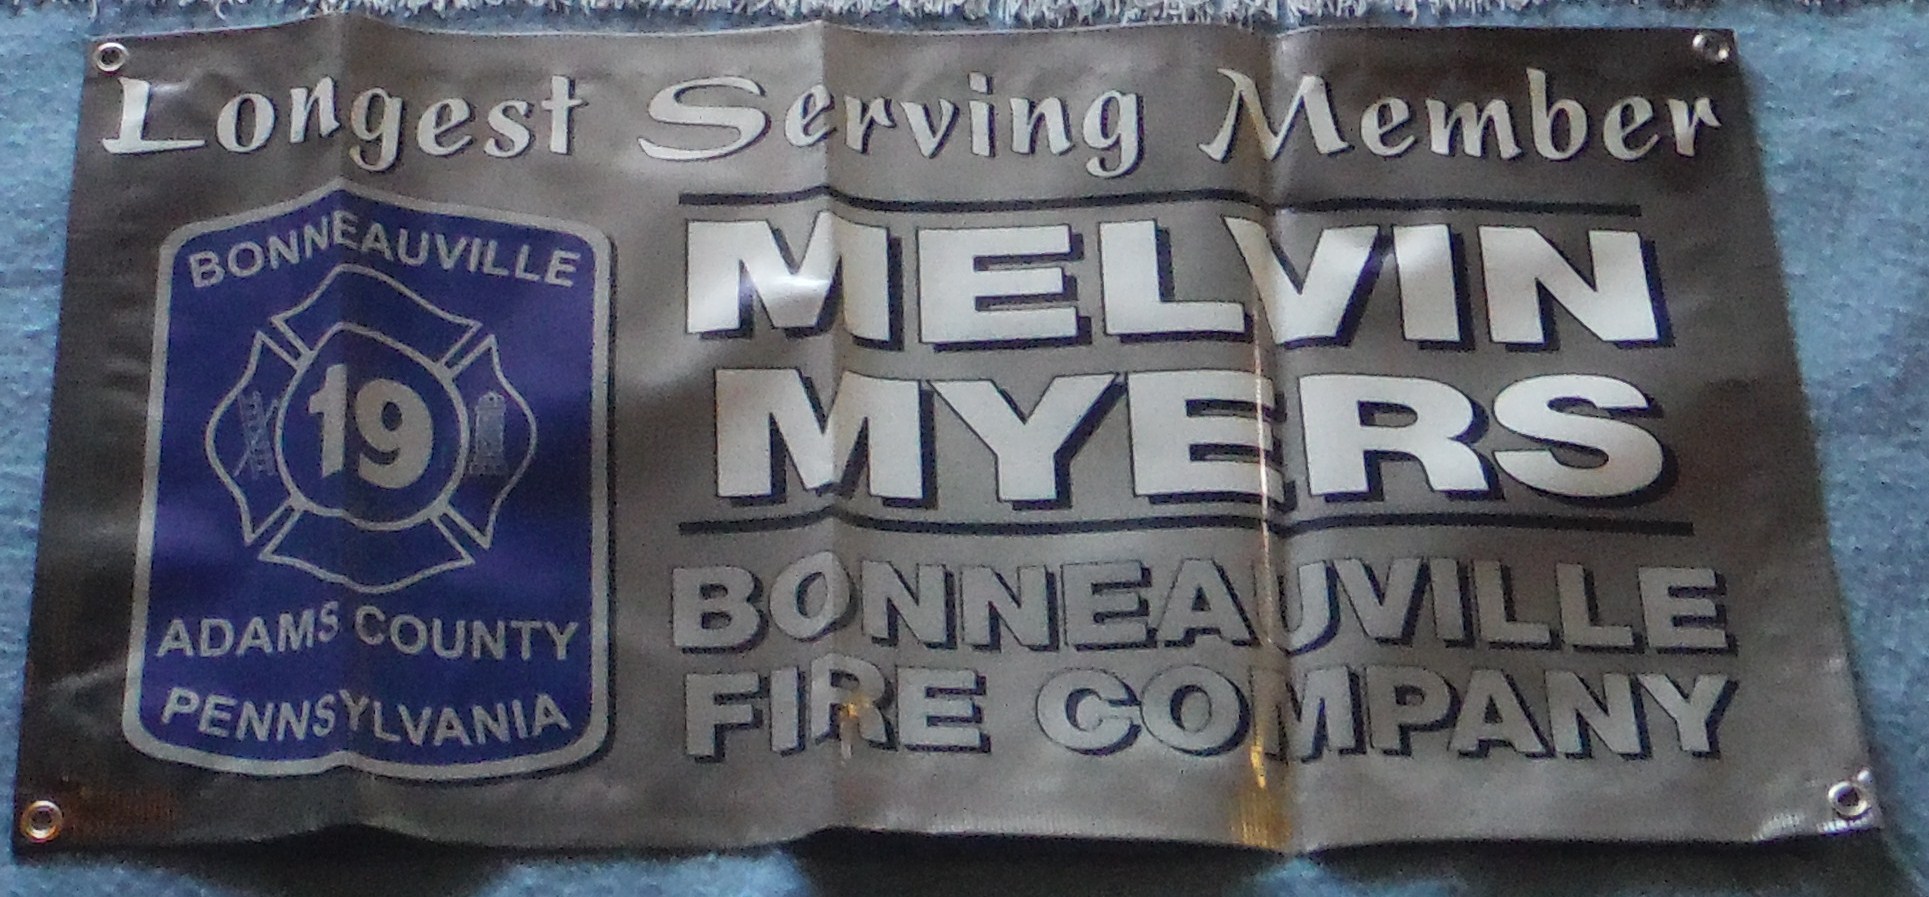 Longest Serving Member
BONNEAUVILLE
19
ADAMS COUNTY
PENNSYLVANIA
MELVIN
MYERS
BONNEAUVILLE
FIRE COMPANY